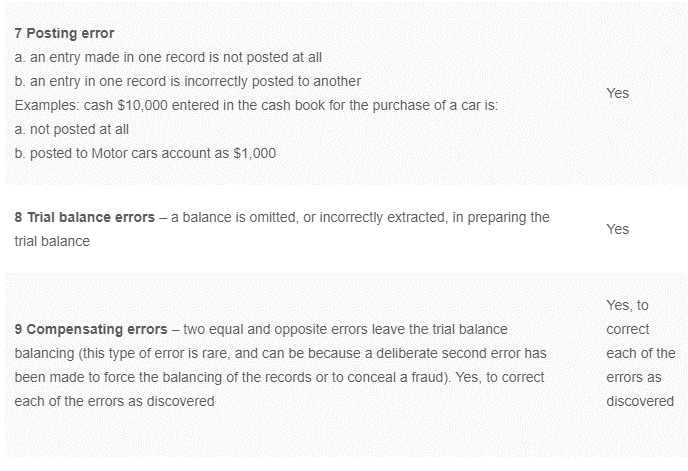 7 Posting error
a. an entry made in one record is not posted at all
b. an entry in one record is incorrectly posted to another
Examples: cash $10,000 entered in the cash book for the purchase of a car is:
a. not posted at all
b. posted to Motor cars account as $1,000
Yes
8 Trial balance errors – a balance is omitted, or incorrectly extracted, in preparing the
trial balance
Yes
9 Compensating errors – two equal and opposite errors leave the trial balance
balancing (this type of error is rare, and can be because a deliberate second error has
been made to force the balancing of the records or to conceal a fraud). Yes, to correct
each of the errors as discovered
Yes, to
correct
each of the
errors as
discovered